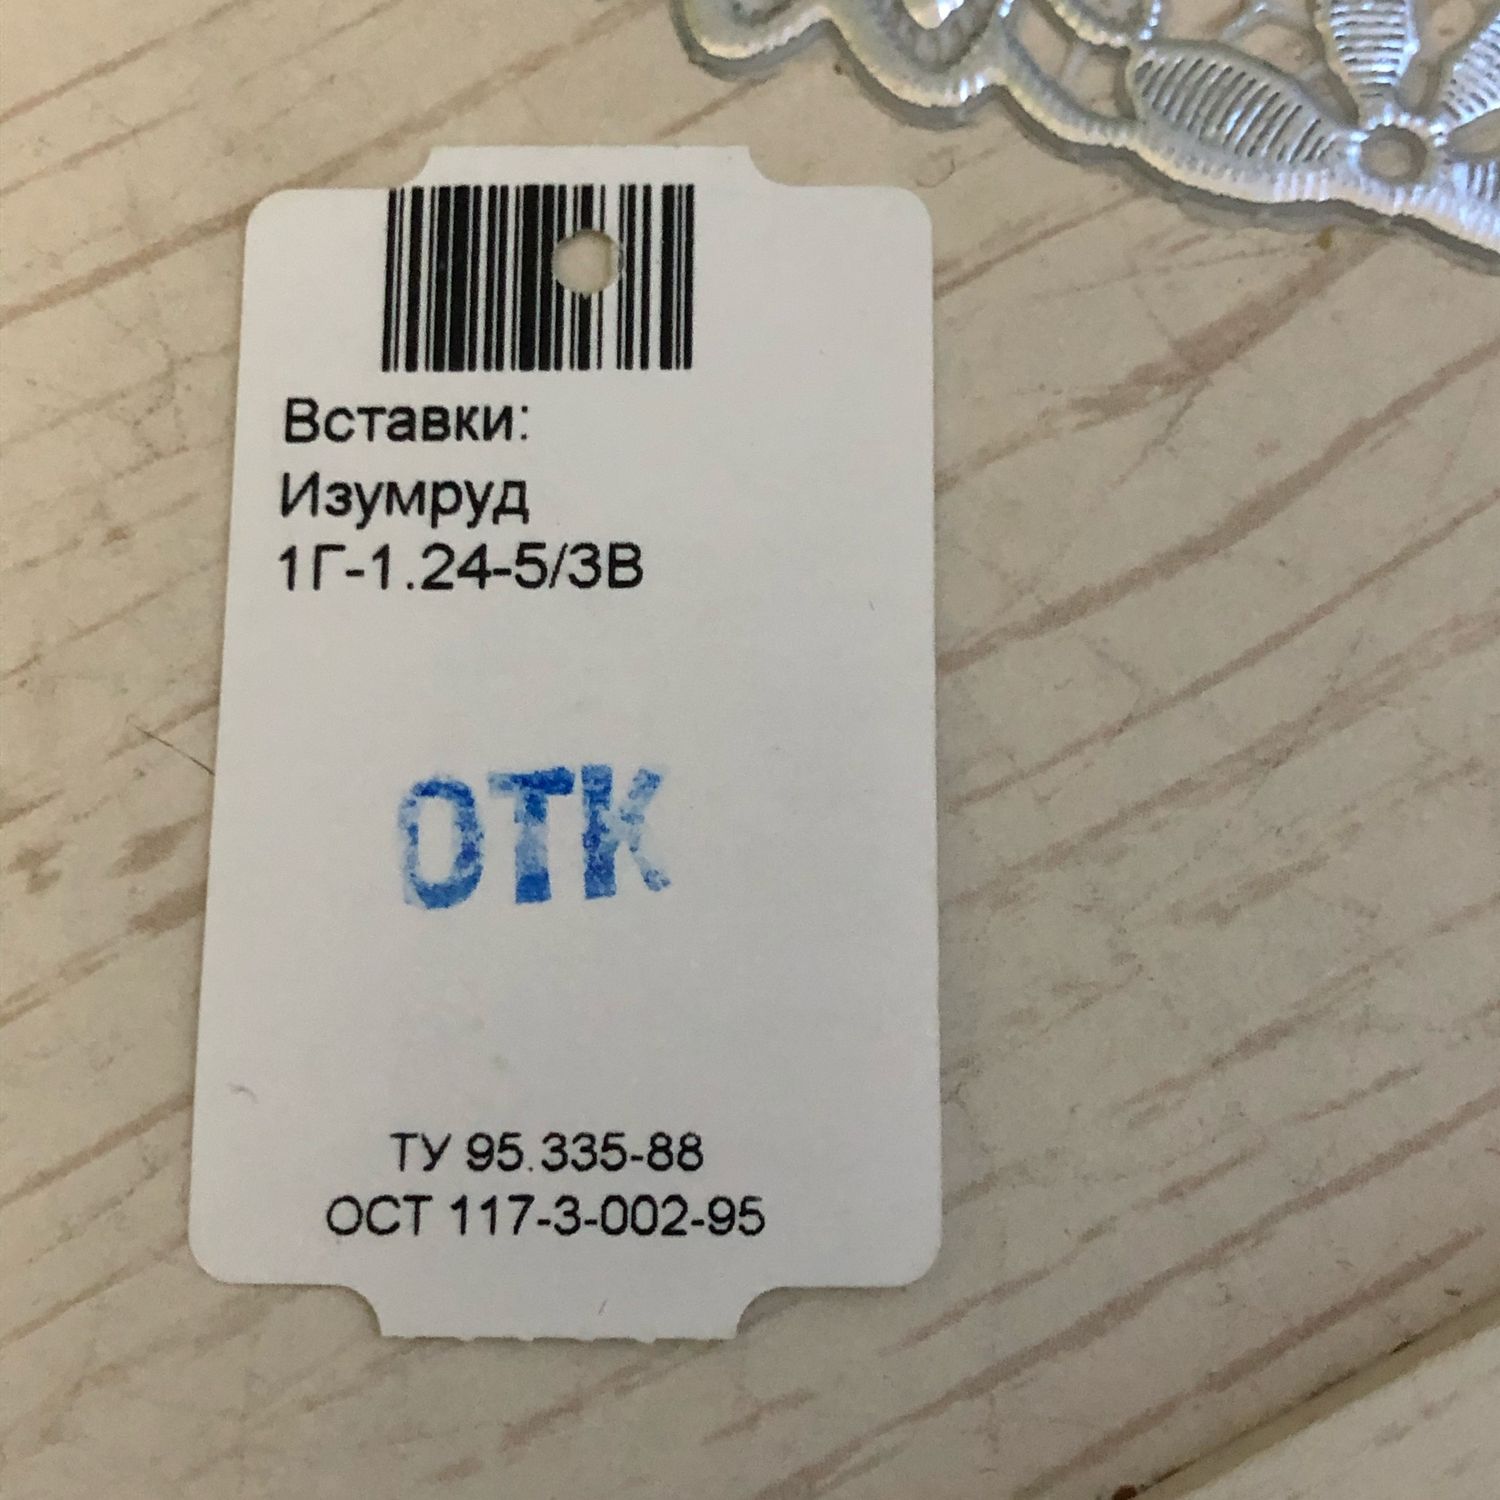 Вставки:
Изумруд
1Г-1.24-5/3В
ОТК
ТУ 95.335-88
ОСТ 117-3-002-95